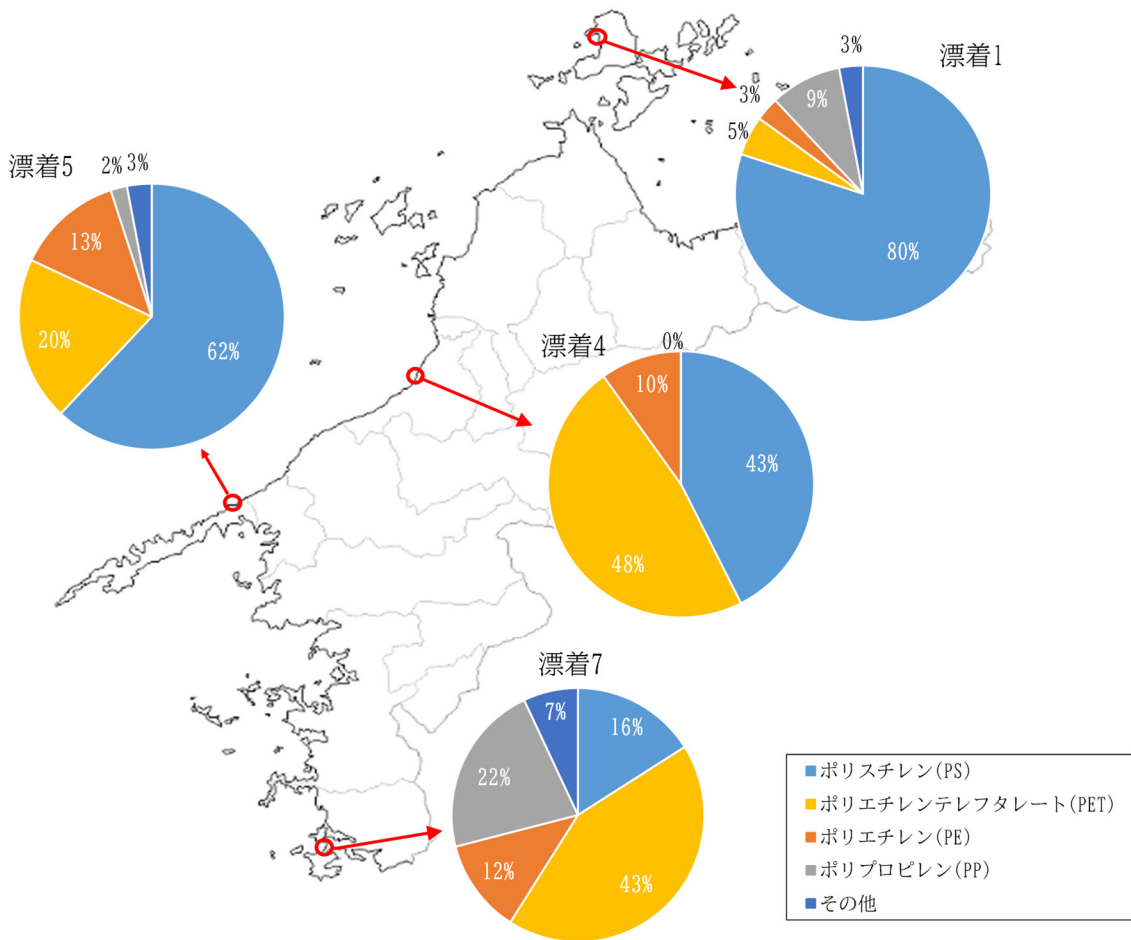 漂着1
3%
9%
3%
5%
80%
漂着5
2%
3%
13%
20%
62%
漂着4
0%
10%
43%
48%
漂着7
7%
16%
22%
12%
43%
ポリスチレン(PS)
ポリエチレンテレフタレート(PET)
ポリエチレン(PE)
ポリプロピレン(PP)
その他